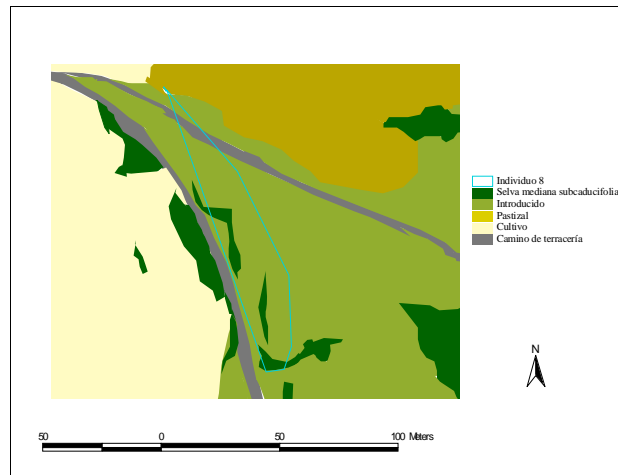 Individuo 8
Selva mediana subcaducifolia
Introducido
Pastizal
Cultivo
Camino de terracería
N
50 0 50 100 Meters